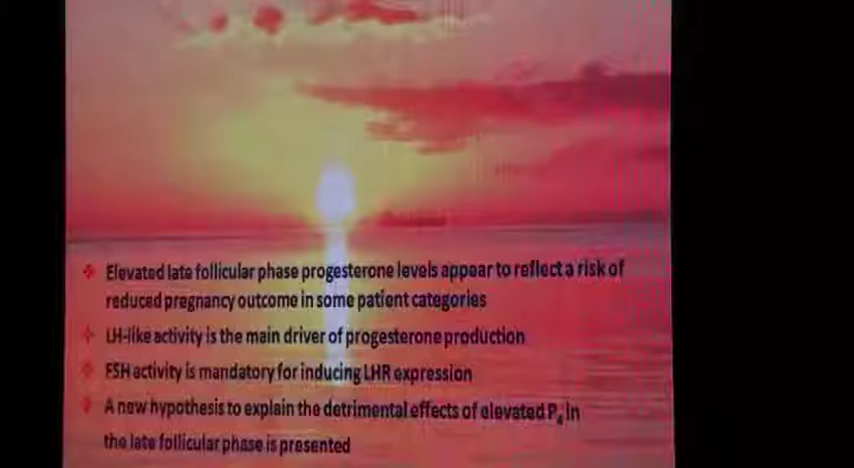 Elevated late follicular phase progesterone levels appear to reflect a risk of
reduced pregnancy outcome in some patient categories
LH-like activity is the main driver of progesterone production
FSH activity is mandatory for inducing LHR expression
A new hypothesis to explain the detrimental effects of elevated P4 in
the late follicular phase is presented